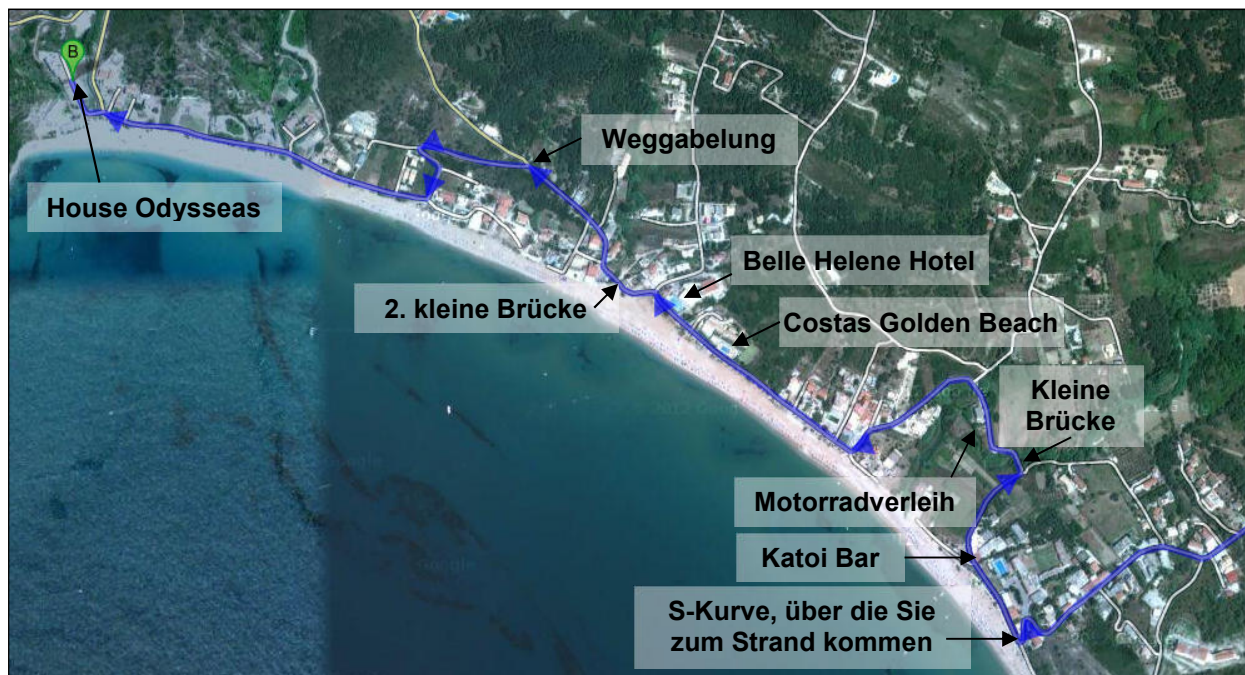 B
Weggabelung
House Odysseas
Belle Helene Hotel
2. kleine Brücke
Costas Golden Beach
Kleine
Brücke
Motorradverleih
Katoi Bar
S-Kurve, über die Sie
zum Strand kommen
Google